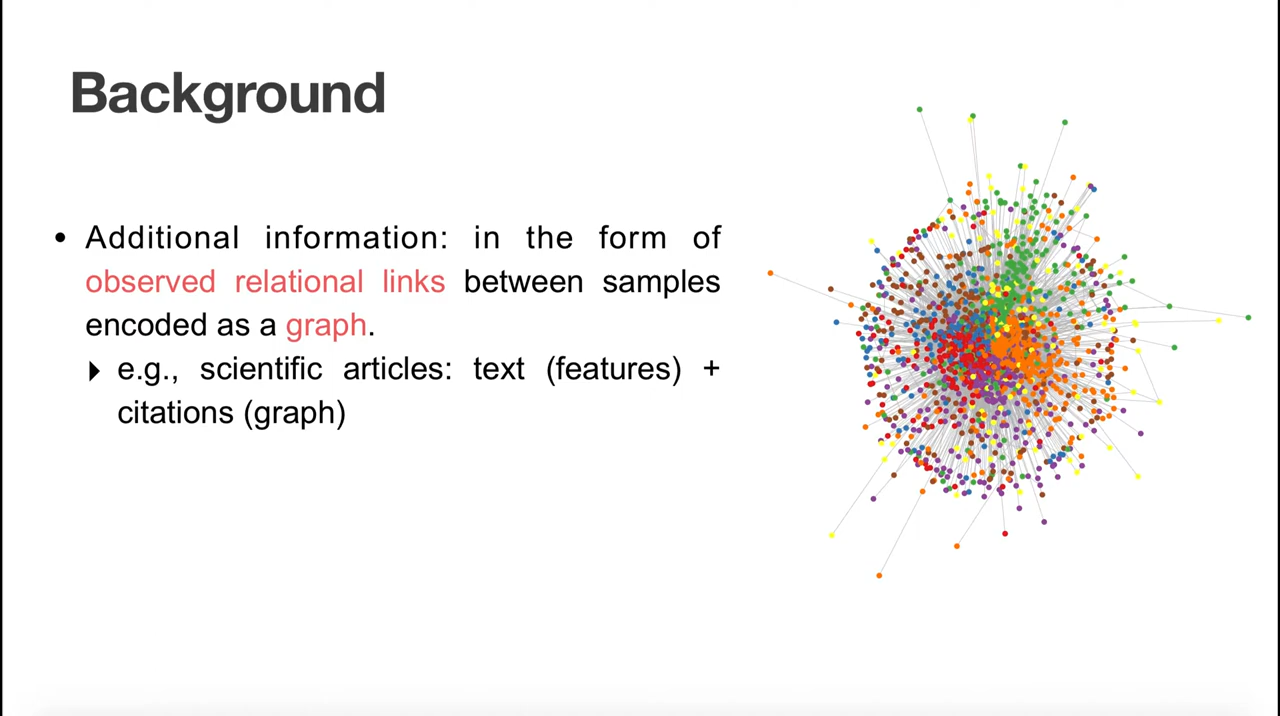 Background
• Additional information: in the form of
observed relational links between samples
encoded as a graph.
‣ e.g., scientific articles: text (features) +
citations (graph)